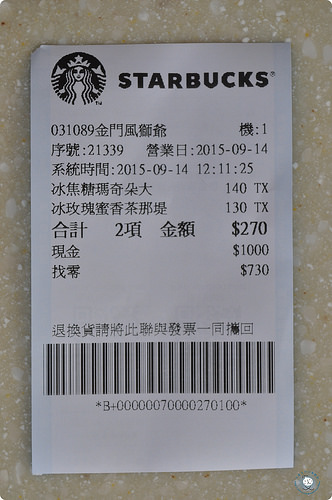 STARBUCKS®
TM
031089金門風獅爺 機:1
序號:21339 營業日:2015-09-14
系統時間:2015-09-14 12:11:25
冰焦糖瑪奇朵大 140 TX
冰玫瑰蜜香茶那堤 130 TX
合計 2項 金額 $270
現金 $1000
找零 $730
退換貨請將此聯與發票一同攜回
*B+00000070000270100*